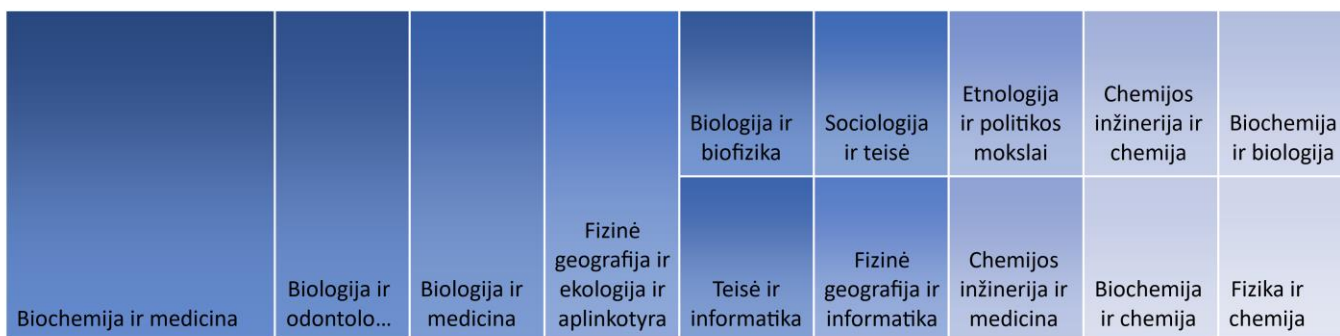 Biochemija ir medicina
Biologija ir
odontolo...
Biologija ir
medicina
Fizinė
geografija ir
ekologija ir
aplinkotyra
Biologija ir
biofizika
Sociologija
ir teisė
Etnologija
ir politikos
mokslai
Chemijos
inžinerija ir
chemija
Biochemija
ir biologija
Teisė ir
informatika
Fizinė
geografija ir
informatika
Chemijos
inžinerija ir
medicina
Biochemija
ir chemija
Fizika ir
chemija